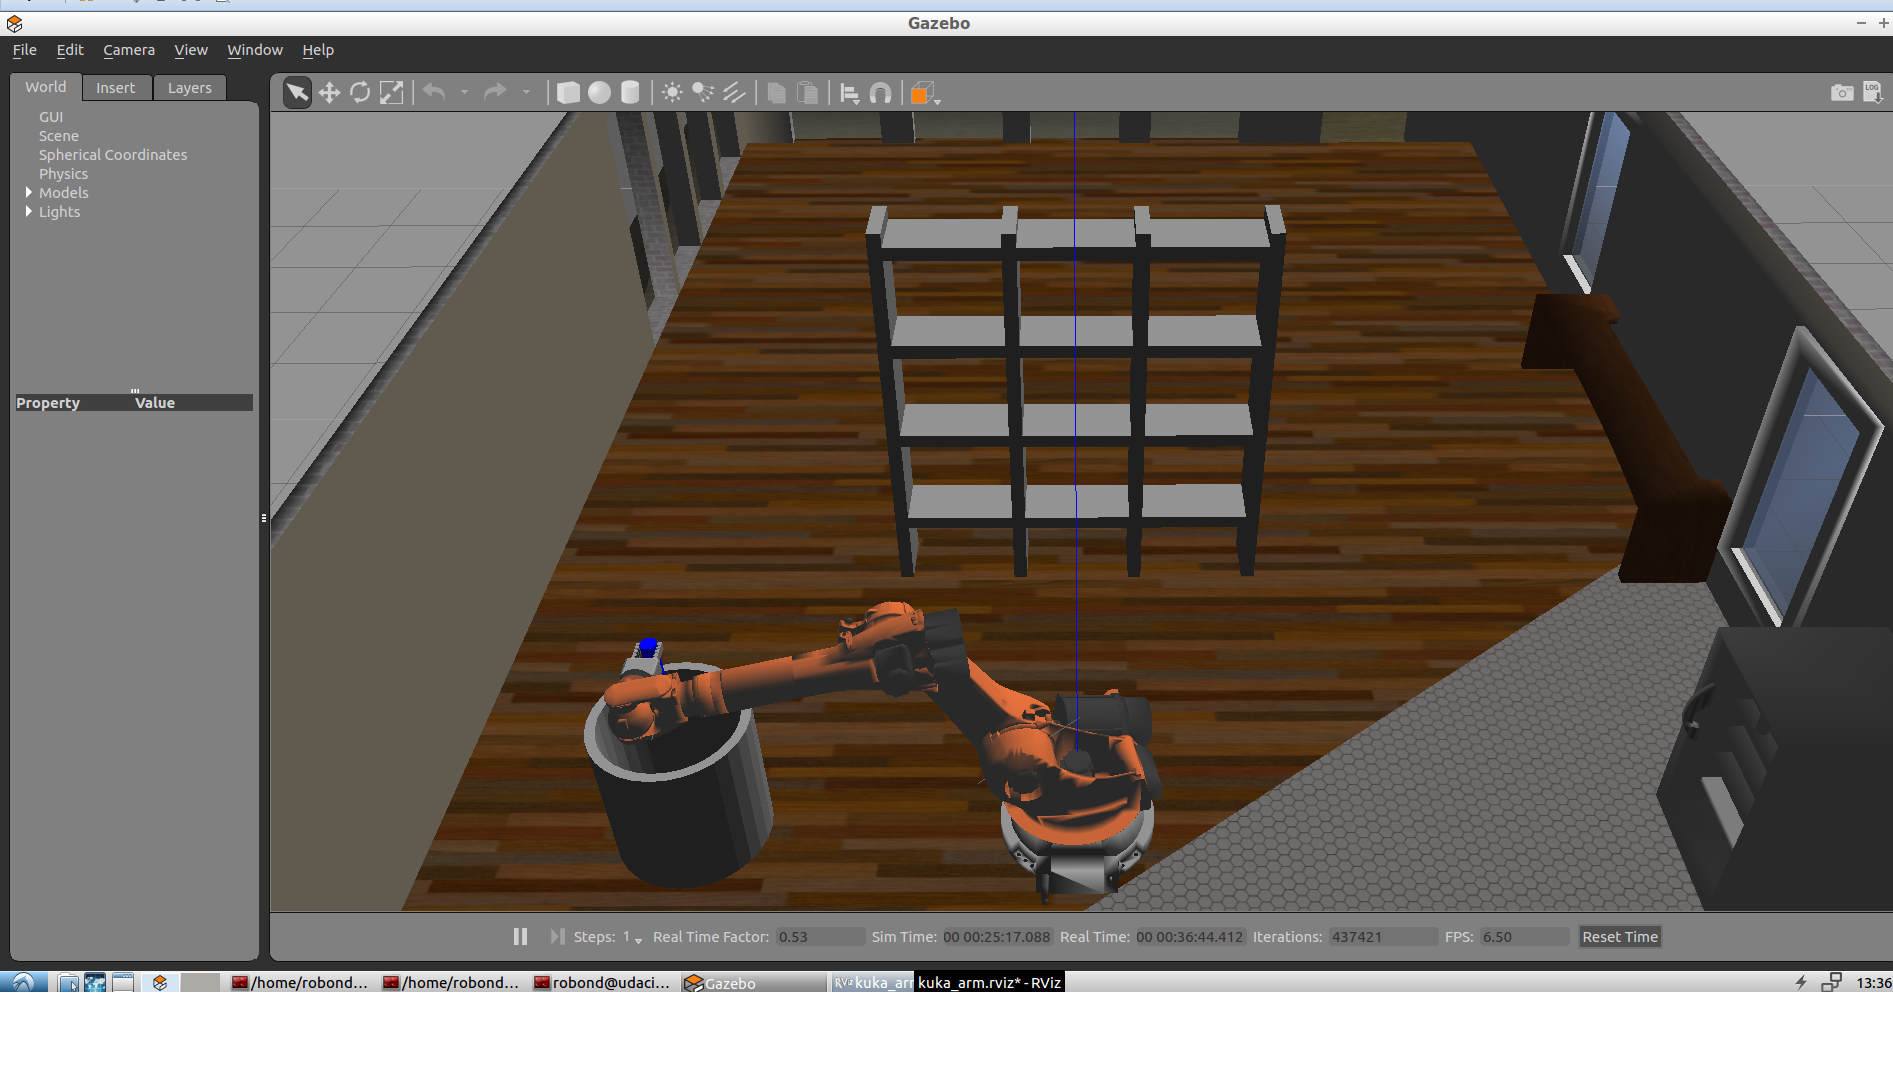 Gazebo
File Edit Camera View Window Help
World Insert Layers
GUI
Scene
Spherical Coordinates
Physics
Models
Lights
Property Value
LOG
Steps: 1 Real Time Factor: 0.53 Sim Time: 00 00:25:17.088 Real Time: 00 00:36:44.412 Iterations: 437421 FPS: 6.50 Reset Time
/home/robond... /home/robond... robond@udaci... Gazebo RViz kuka_arr kuka_arm.rviz* - RViz 13:36